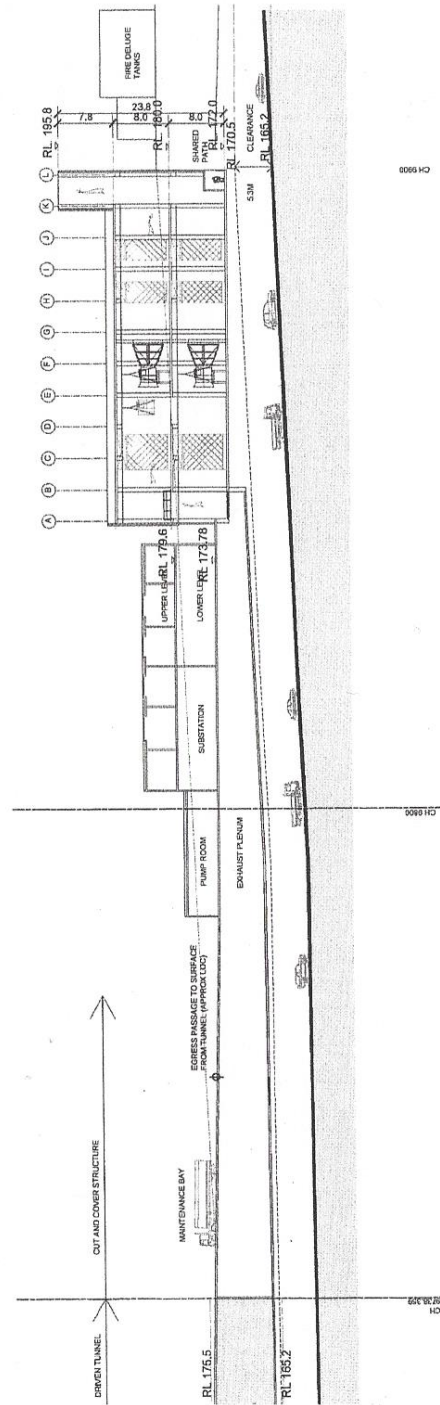 FIRE DELUGE
TANKS
RL 195.8
7.8
23.8
8.0
RL 180.0
8.0
SHARED
PATH
RL 172.0
RL 170.5
5.3M CLEARANCE
RL 165.2
A
B
C
D
E
F
G
H
I
J
K
L
RL 179.6
UPPER LEVEL
RL 173.78
LOWER LEVEL
SUBSTATION
PUMP ROOM
EXHAUST PLENUM
EGRESS PASSAGE TO SURFACE
FROM TUNNEL (APPROX LOC)
MAINTENANCE BAY
CUT AND COVER STRUCTURE
DRIVEN TUNNEL
RL 175.5
RL 165.2
CH
9738.359
CH 9800
CH 9900